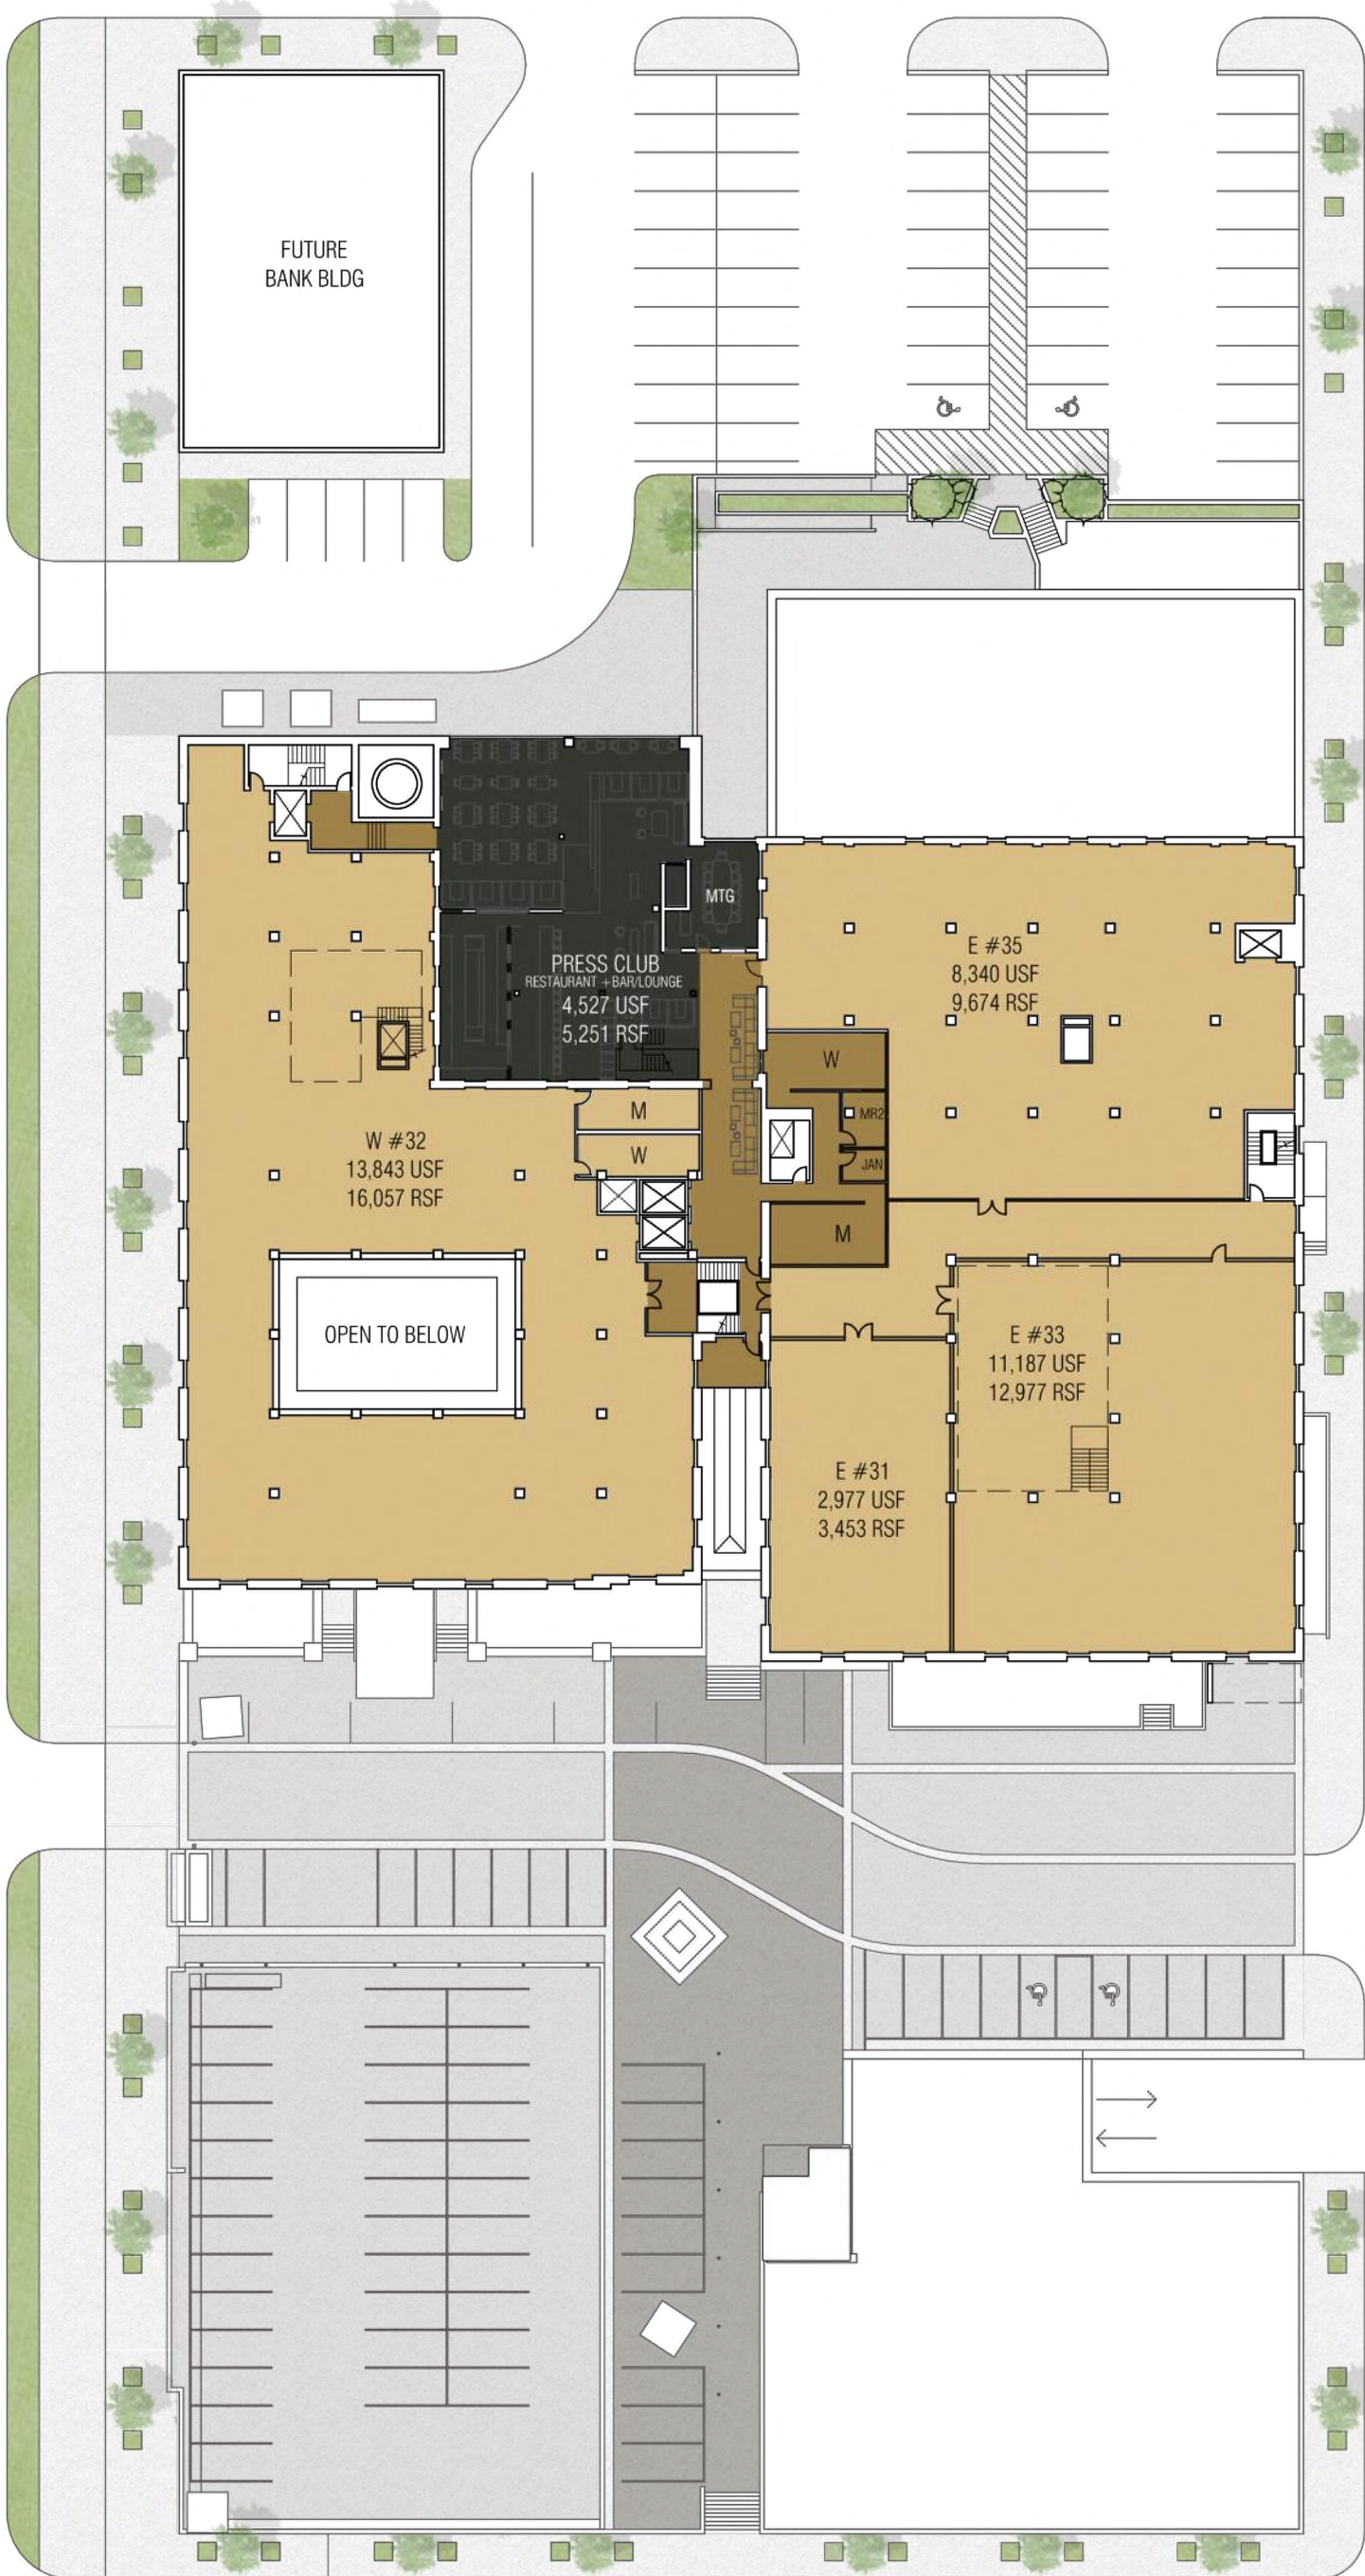 FUTURE
BANK BLDG
MTG
PRESS CLUB
RESTAURANT +BAR/LOUNGE
4,527 USF
5,251 RSF
E #35
8,340 USF
9,674 RSF
W
MR2
JAN
M
M
W
W #32
13,843 USF
16,057 RSF
OPEN TO BELOW
E #33
11,187 USF
12,977 RSF
E #31
2,977 USF
3,453 RSF